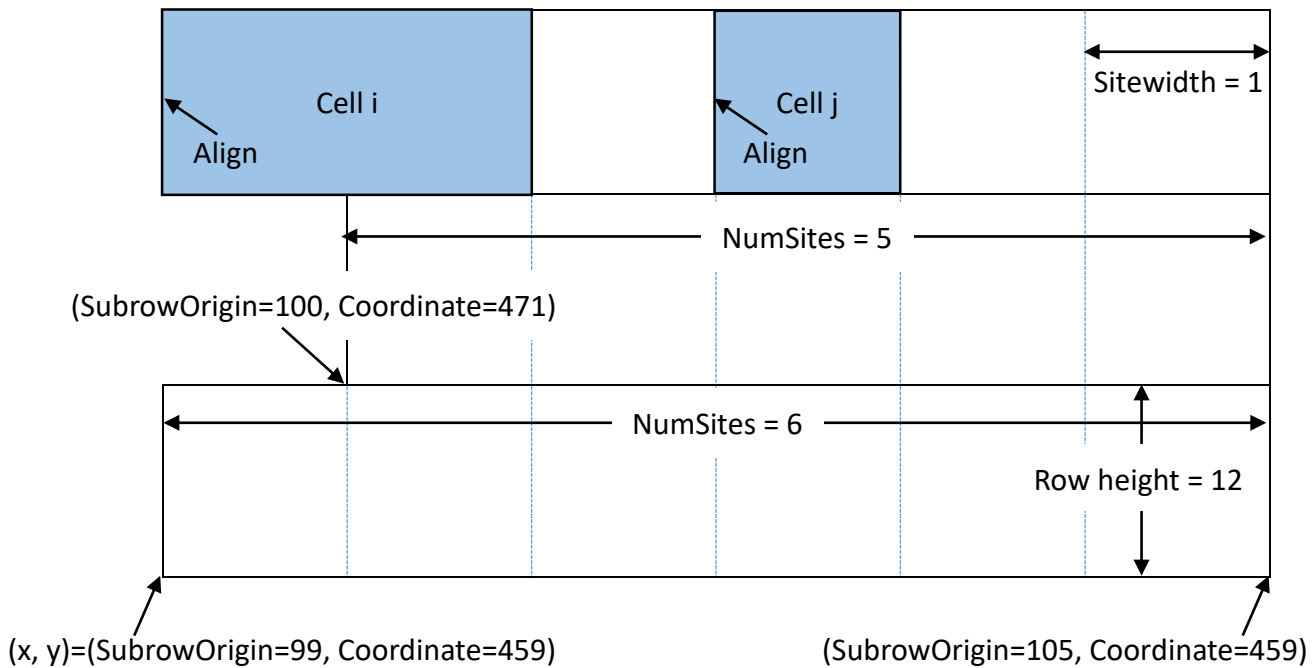 Cell i
Cell j
Sitewidth = 1
Align
Align
NumSites = 5
(SubrowOrigin=100, Coordinate=471)
NumSites = 6
Row height = 12
(x, y)=(SubrowOrigin=99, Coordinate=459)
(SubrowOrigin=105, Coordinate=459)